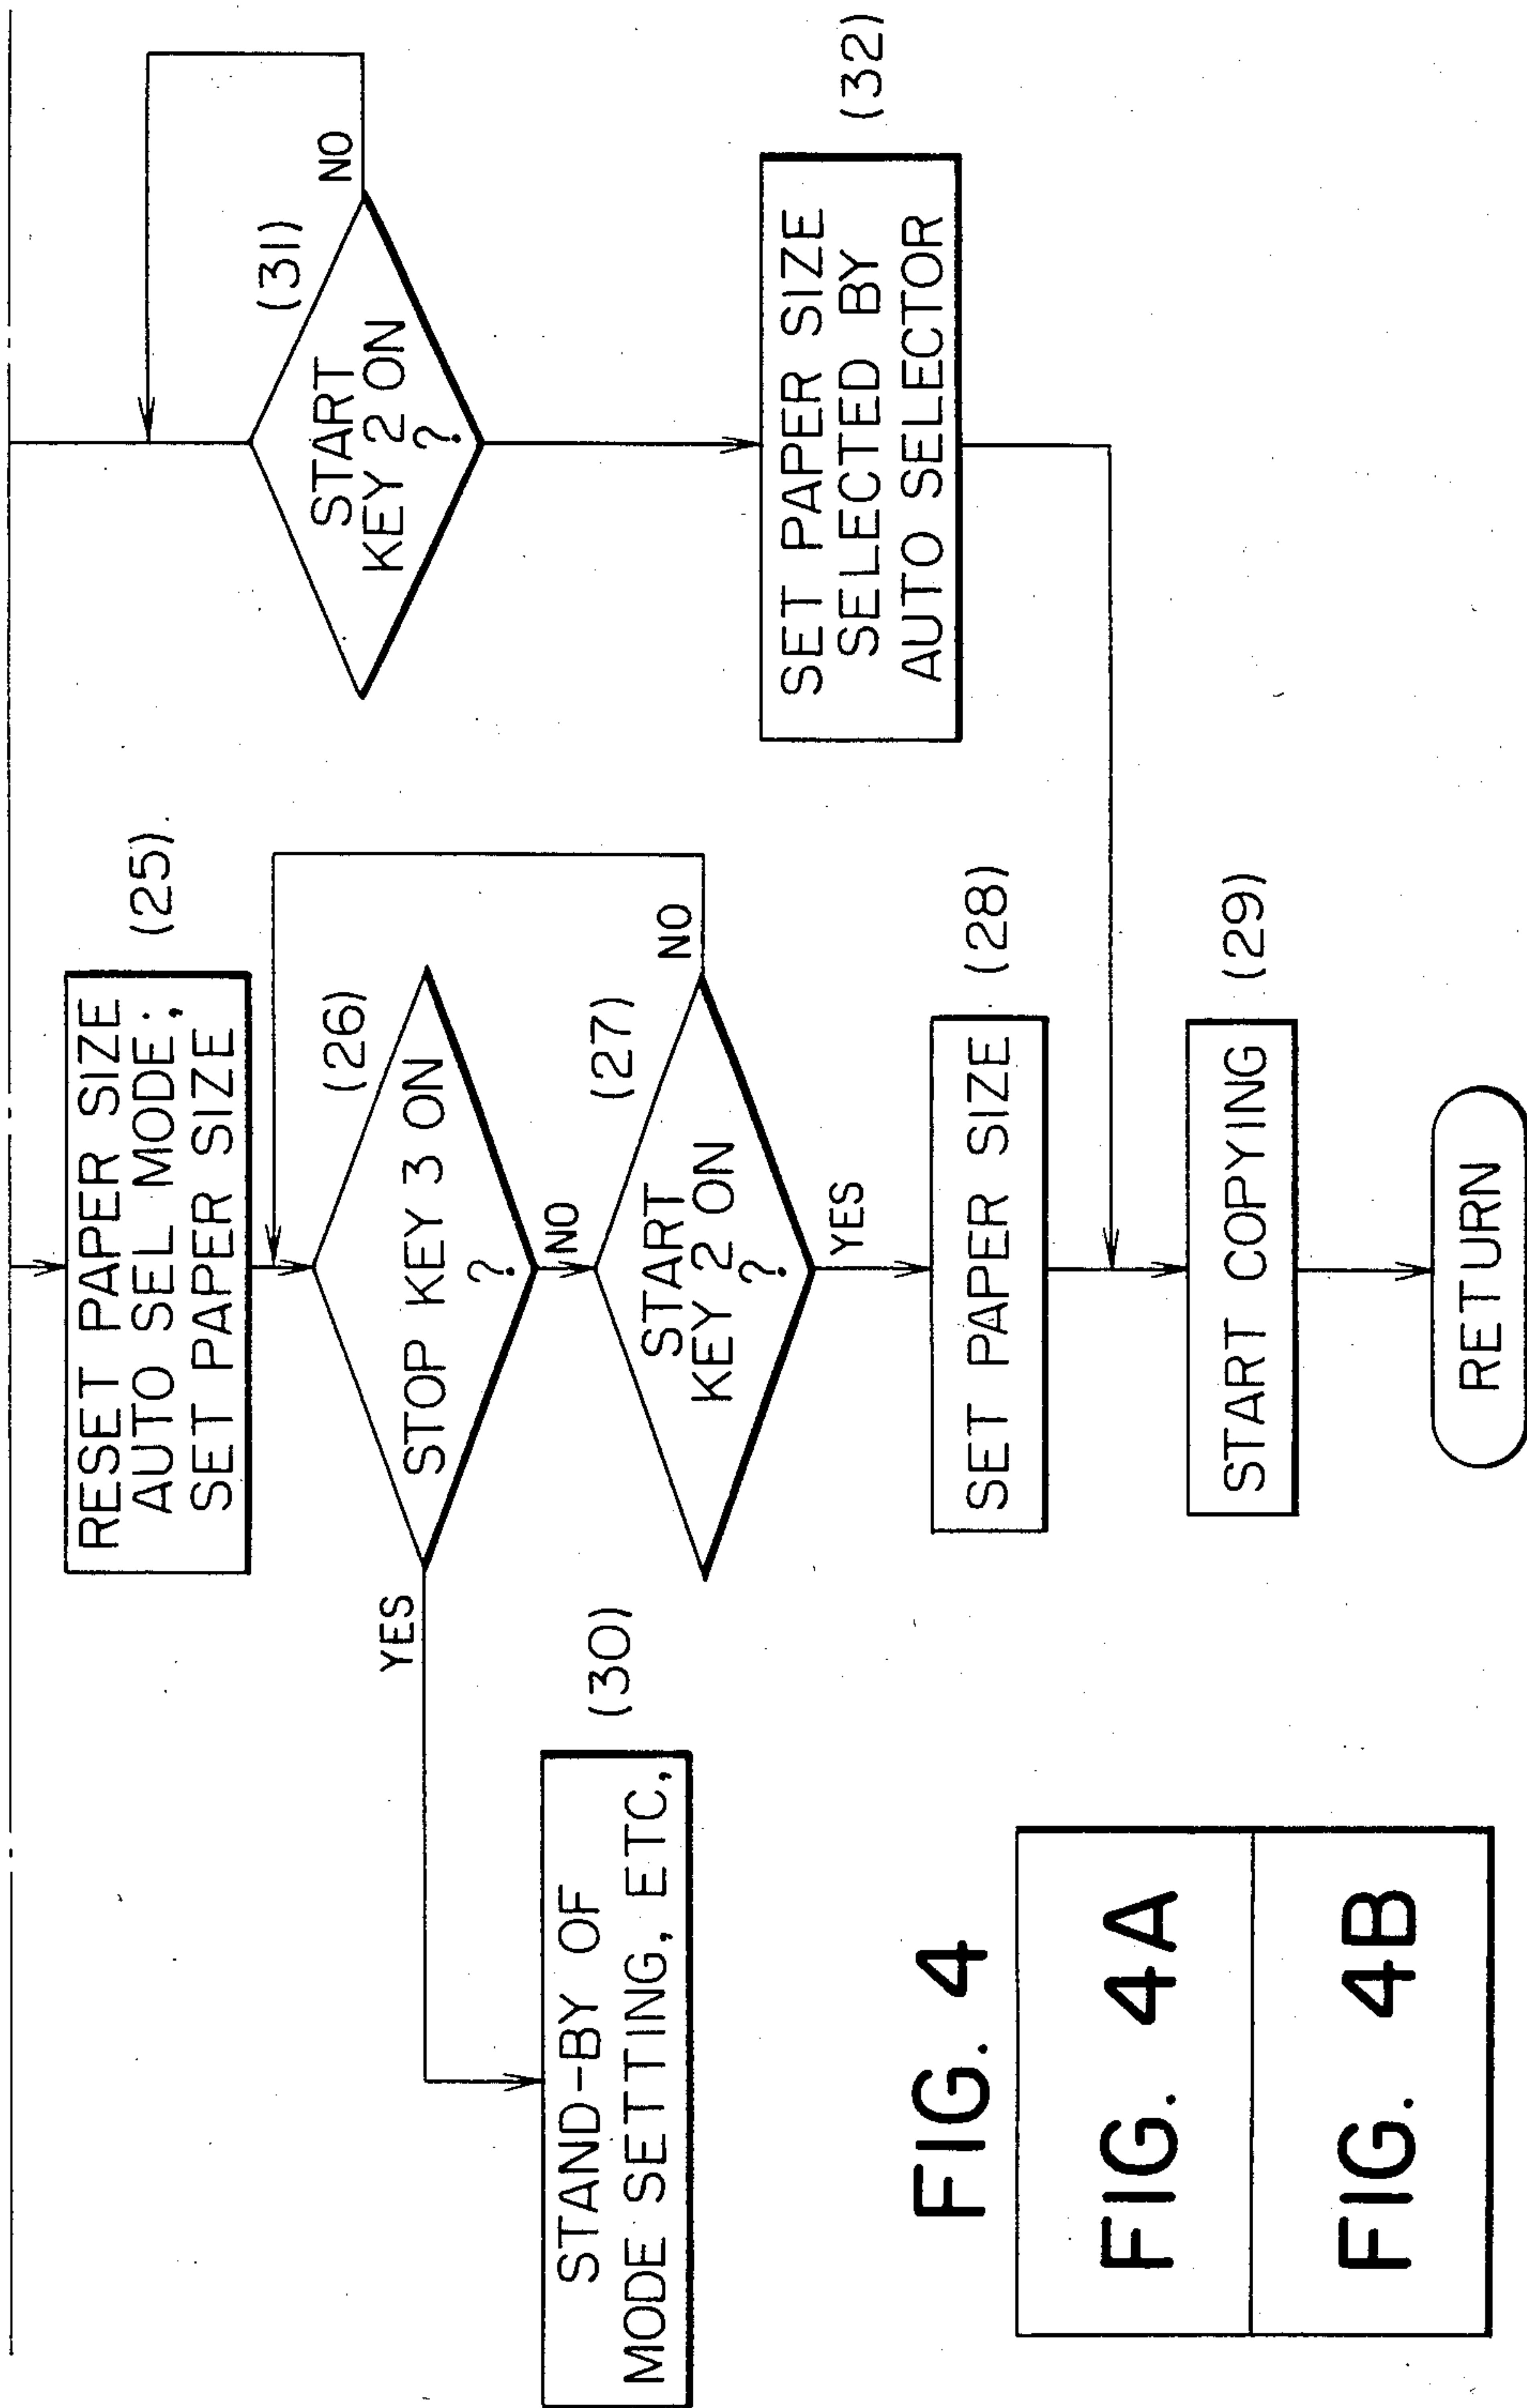 RESET PAPER SIZE
AUTO SEL MODE;
SET PAPER SIZE
(25)
STOP KEY 3 ON
?
(26)
YES
NO
START
KEY 2 ON
?
(27)
NO
YES
SET PAPER SIZE
(28)
START COPYING
(29)
RETURN
STAND-BY OF
MODE SETTING, ETC,
(30)
START
KEY 2 ON
?
(31)
NO
SET PAPER SIZE
SELECTED BY
AUTO SELECTOR
(32)
FIG. 4
FIG. 4A
FIG. 4B